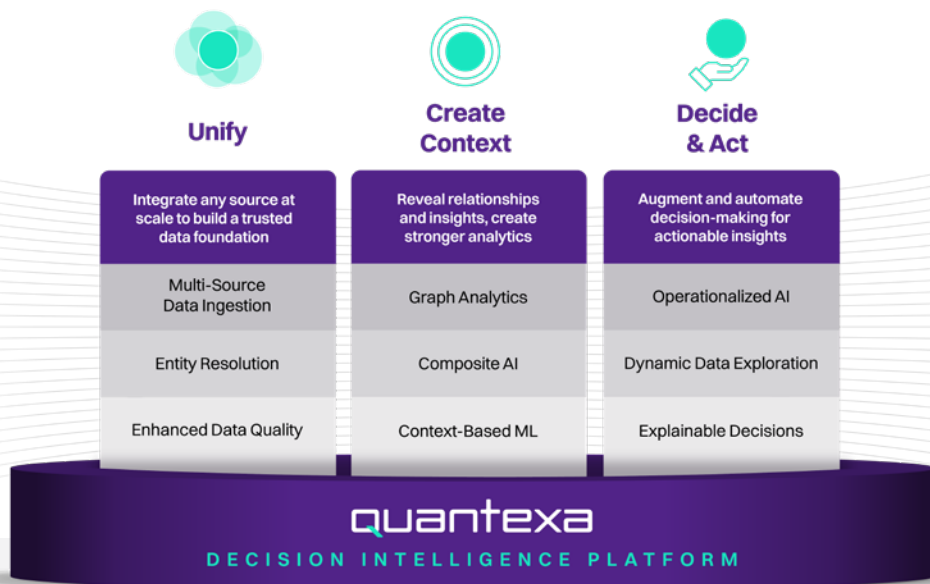 Unify
Integrate any source at
scale to build a trusted
data foundation
Multi-Source
Data Ingestion
Entity Resolution
Enhanced Data Quality
Create
Context
Reveal relationships
and insights, create
stronger analytics
Graph Analytics
Composite AI
Context-Based ML
Decide
& Act
Augment and automate
decision-making for
actionable insights
Operationalized AI
Dynamic Data Exploration
Explainable Decisions
quantexa
DECISION INTELLIGENCE PLATFORM